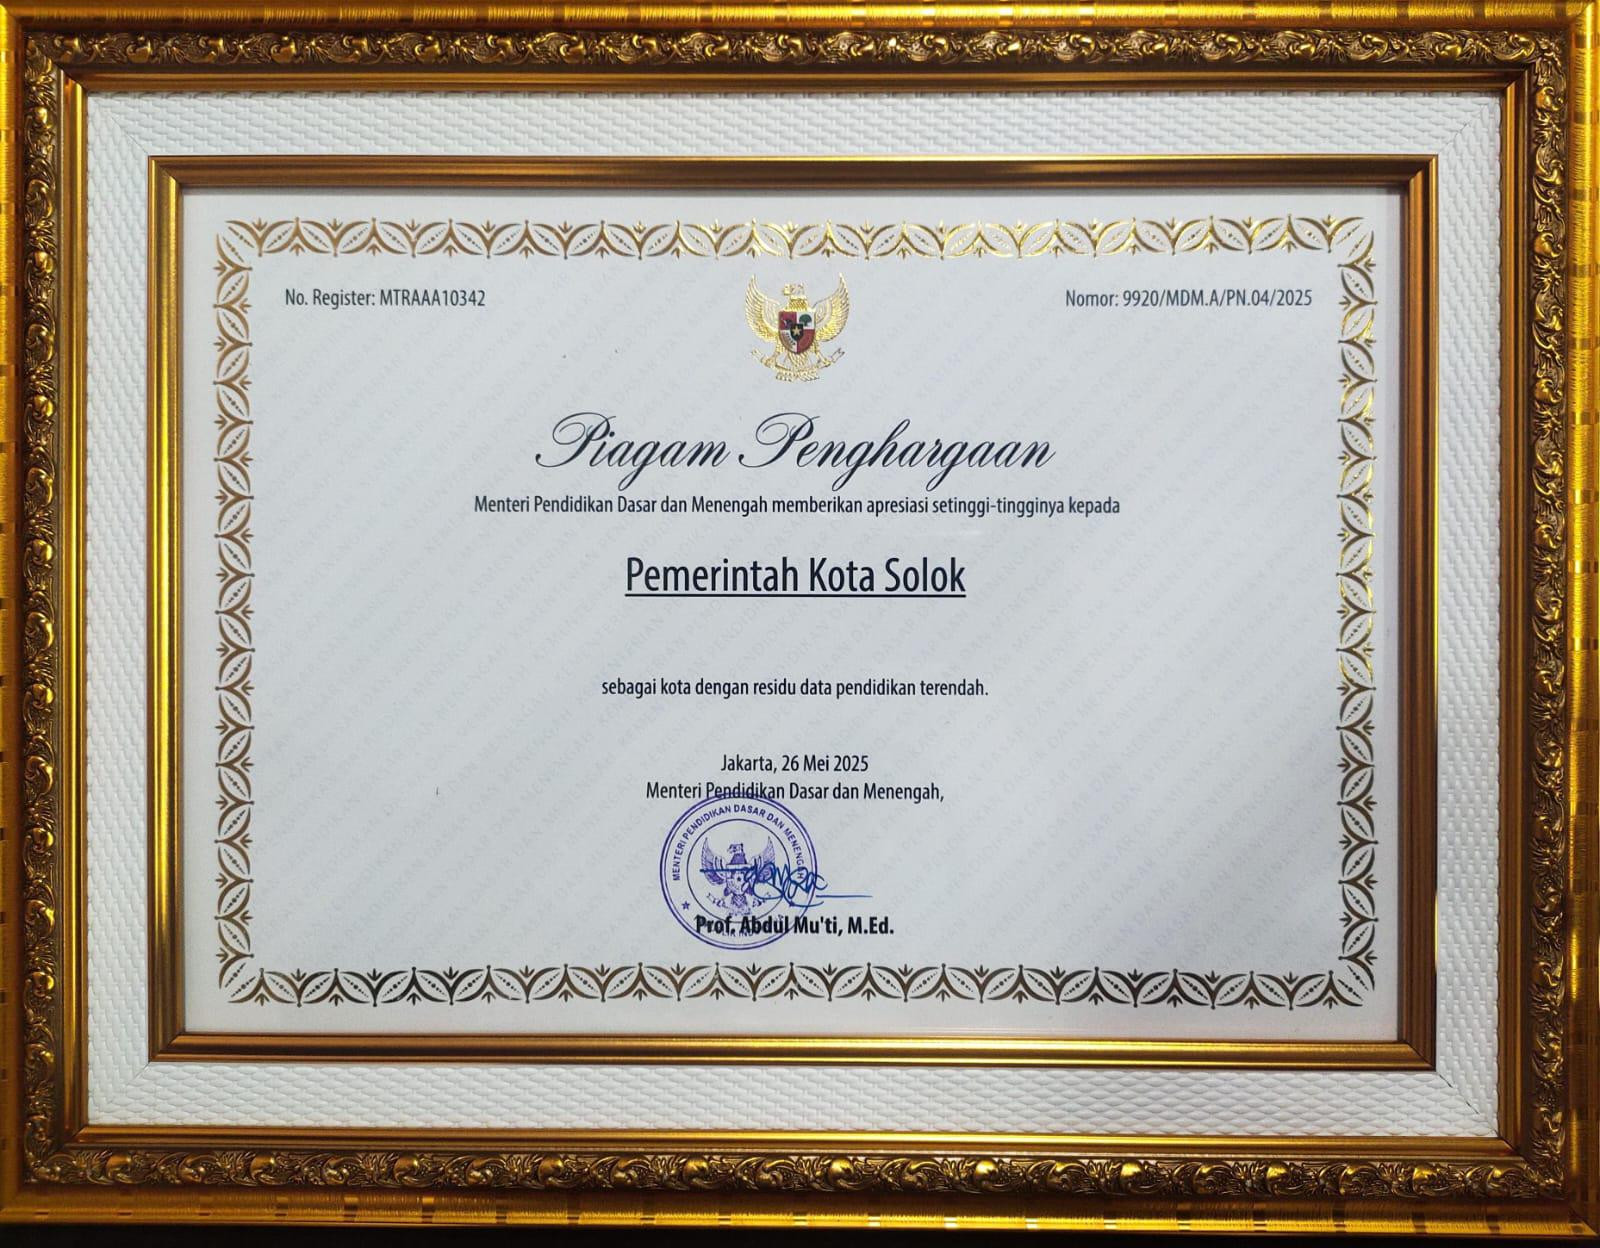 No. Register: MTRAAA10342
Nomor: 9920/MDM.A/PN.04/2025
Piagam Penghargaan
Menteri Pendidikan Dasar dan Menengah memberikan apresiasi setinggi-tingginya kepada
Pemerintah Kota Solok
sebagai kota dengan residu data pendidikan terendah.
Jakarta, 26 Mei 2025
Menteri Pendidikan Dasar dan Menengah,
MENTERI PENDIDIKAN DASAR DAN MENENGAH
Prof. Abdul Mu'ti, M.Ed.